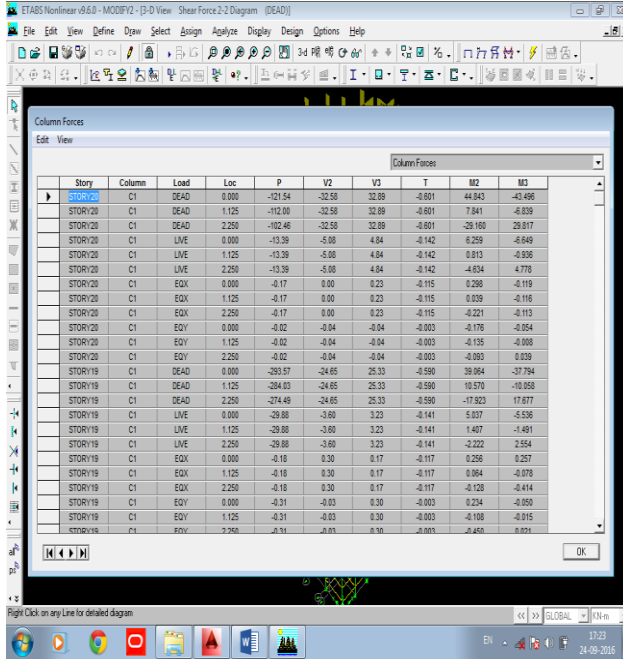 ETABS Nonlinear v9.6.0 - MODIFY2 - [3-D View Shear Force 2-2 Diagram (DEAD)]
File Edit View Define Draw Select Assign Analyze Display Design Options Help
3-d
Column Forces
Edit View
Column Forces
Story Column Load Loc P V2 V3 T M2 M3
STORY20 C1 DEAD 0.000 -121.54 -32.58 32.89 -0.601 44.843 -43.496
STORY20 C1 DEAD 1.125 -112.00 -32.58 32.89 -0.601 7.841 -6.839
STORY20 C1 DEAD 2.250 -102.46 -32.58 32.89 -0.601 -29.160 29.817
STORY20 C1 LIVE 0.000 -13.39 -5.08 4.84 -0.142 6.259 -6.649
STORY20 C1 LIVE 1.125 -13.39 -5.08 4.84 -0.142 0.813 -0.936
STORY20 C1 LIVE 2.250 -13.39 -5.08 4.84 -0.142 -4.634 4.778
STORY20 C1 EQX 0.000 -0.17 0.00 0.23 -0.115 0.298 -0.119
STORY20 C1 EQX 1.125 -0.17 0.00 0.23 -0.115 0.039 -0.116
STORY20 C1 EQX 2.250 -0.17 0.00 0.23 -0.115 -0.221 -0.113
STORY20 C1 EQY 0.000 -0.02 -0.04 -0.04 -0.003 -0.176 -0.054
STORY20 C1 EQY 1.125 -0.02 -0.04 -0.04 -0.003 -0.135 -0.008
STORY20 C1 EQY 2.250 -0.02 -0.04 -0.04 -0.003 -0.093 0.039
STORY19 C1 DEAD 0.000 -293.57 -24.65 25.33 -0.590 39.064 -37.794
STORY19 C1 DEAD 1.125 -284.03 -24.65 25.33 -0.590 10.570 -10.058
STORY19 C1 DEAD 2.250 -274.49 -24.65 25.33 -0.590 -17.923 17.677
STORY19 C1 LIVE 0.000 -29.88 -3.60 3.23 -0.141 5.037 -5.536
STORY19 C1 LIVE 1.125 -29.88 -3.60 3.23 -0.141 1.407 -1.491
STORY19 C1 LIVE 2.250 -29.88 -3.60 3.23 -0.141 -2.222 2.554
STORY19 C1 EQX 0.000 -0.18 0.30 0.17 -0.117 0.256 0.257
STORY19 C1 EQX 1.125 -0.18 0.30 0.17 -0.117 0.064 -0.078
STORY19 C1 EQX 2.250 -0.18 0.30 0.17 -0.117 -0.128 -0.414
STORY19 C1 EQY 0.000 -0.31 -0.03 0.30 -0.003 0.234 -0.050
STORY19 C1 EQY 1.125 -0.31 -0.03 0.30 -0.003 -0.108 -0.015
STORY19 C1 EQY 2.250 -0.31 -0.03 0.30 -0.003 -0.450 0.021
OK
Right Click on any Line for detailed diagram
GLOBAL KN-m
EN
17:23
24-09-2016